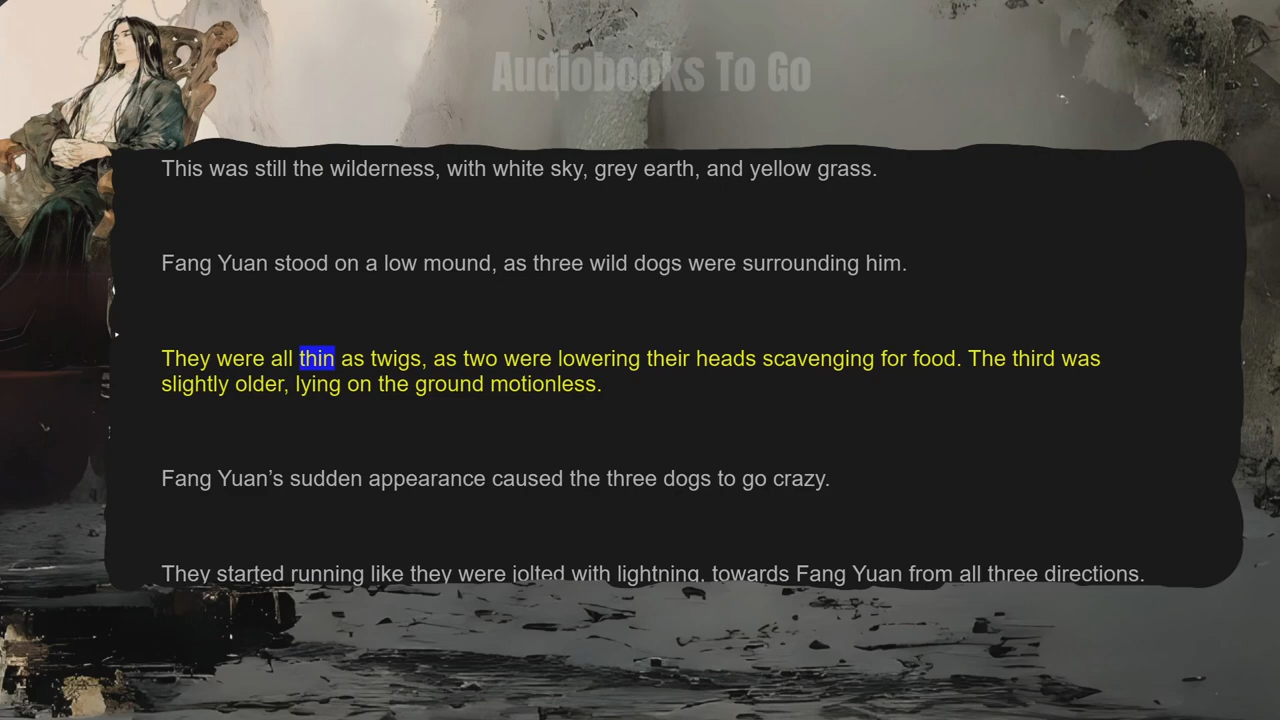 Audiobooks To Go
This was still the wilderness, with white sky, grey earth, and yellow grass.
Fang Yuan stood on a low mound, as three wild dogs were surrounding him.
They were all thin as twigs, as two were lowering their heads scavenging for food. The third was
slightly older, lying on the ground motionless.
Fang Yuan’s sudden appearance caused the three dogs to go crazy.
They started running like they were jolted with lightning, towards Fang Yuan from all three directions.